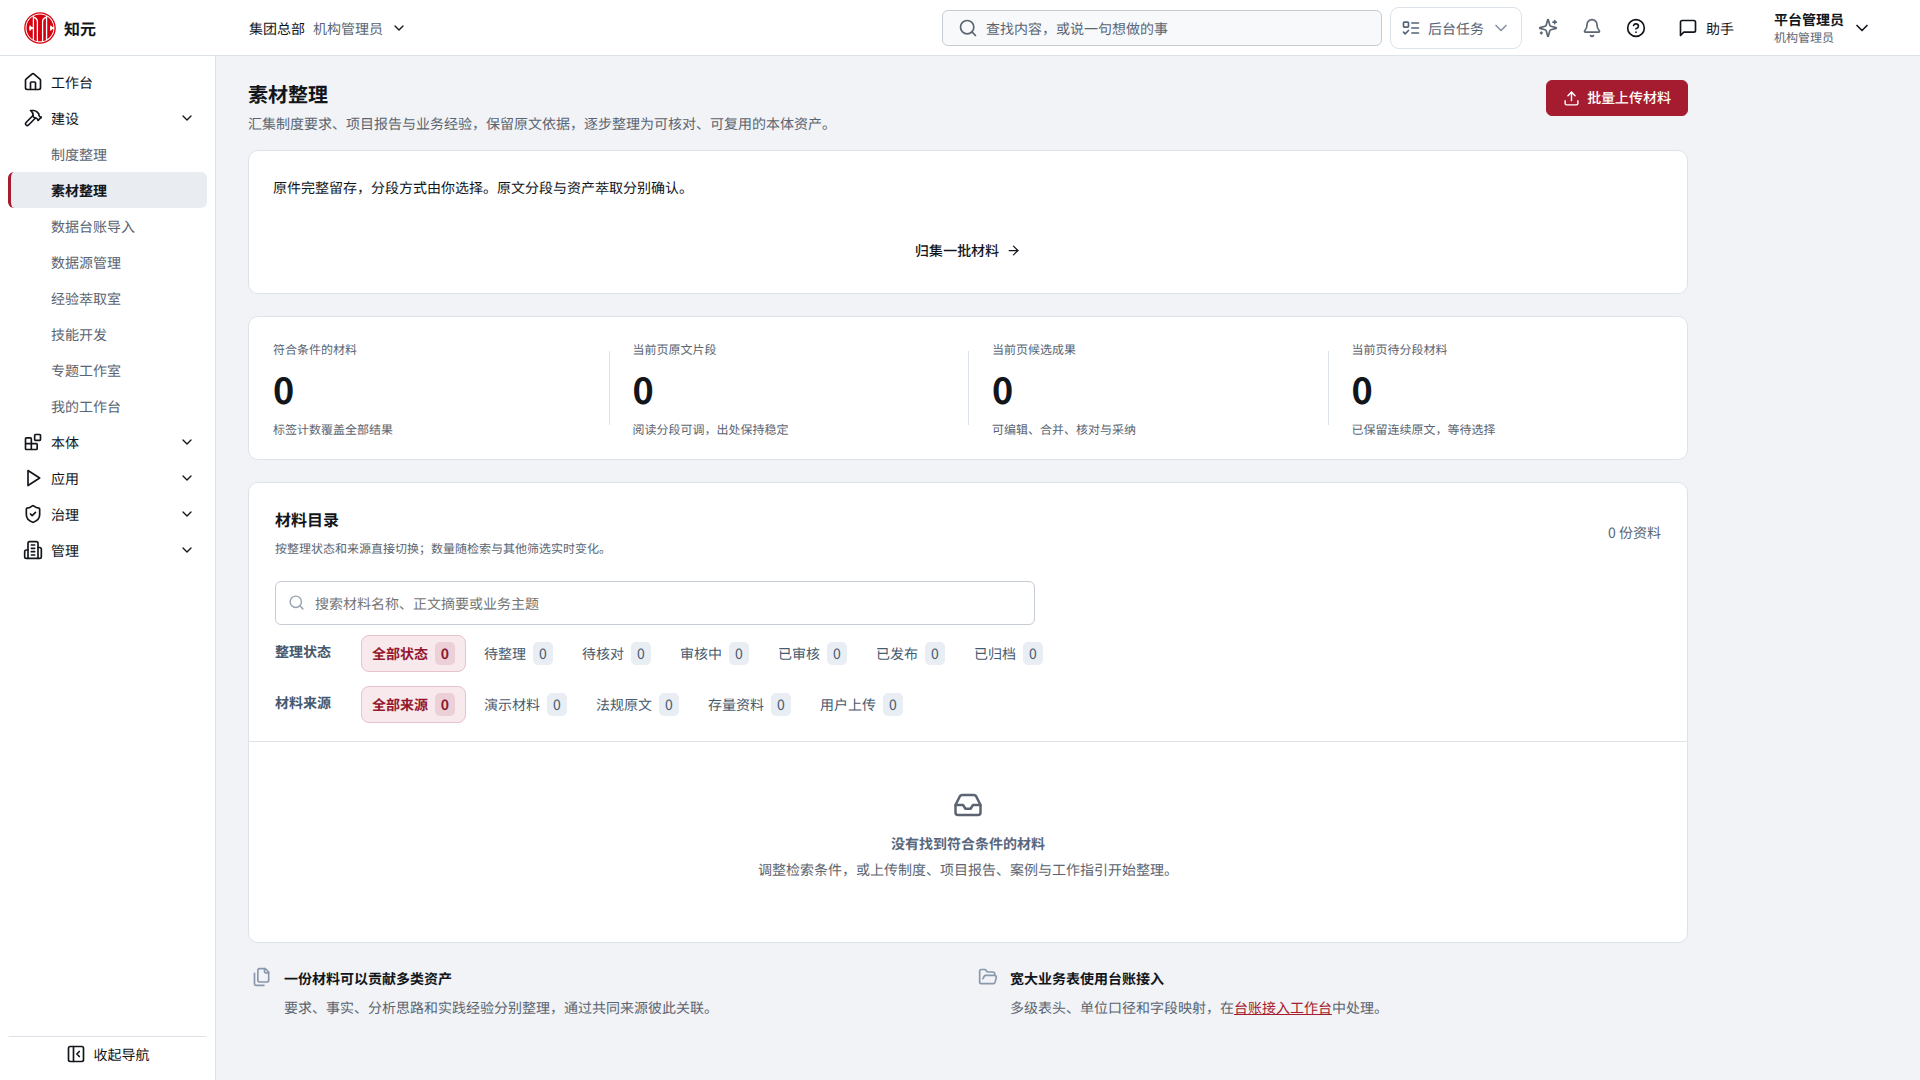 知元
集团总部 机构管理员
查找内容，或说一句想做的事
后台任务
助手
平台管理员
机构管理员
工作台
建设
制度整理
素材整理
数据台账导入
数据源管理
经验萃取室
技能开发
专题工作室
我的工作台
本体
应用
治理
管理
收起导航
素材整理
汇集制度要求、项目报告与业务经验，保留原文依据，逐步整理为可核对、可复用的本体资产。
批量上传材料
原件完整留存，分段方式由你选择。原文分段与资产萃取分别确认。
归集一批材料
符合条件的材料
0
标签计数覆盖全部结果
当前页原文片段
0
阅读分段可调，出处保持稳定
当前页候选成果
0
可编辑、合并、核对与采纳
当前页待分段材料
0
已保留连续原文，等待选择
材料目录
按整理状态和来源直接切换；数量随检索与其他筛选实时变化。
0 份资料
搜索材料名称、正文摘要或业务主题
整理状态 全部状态 0 待整理 0 待核对 0 审核中 0 已审核 0 已发布 0 已归档 0
材料来源 全部来源 0 演示材料 0 法规原文 0 存量资料 0 用户上传 0
没有找到符合条件的材料
调整检索条件，或上传制度、项目报告、案例与工作指引开始整理。
一份材料可以贡献多类资产
要求、事实、分析思路和实践经验分别整理，通过共同来源彼此关联。
宽大业务表使用台账接入
多级表头、单位口径和字段映射，在台账接入工作台中处理。